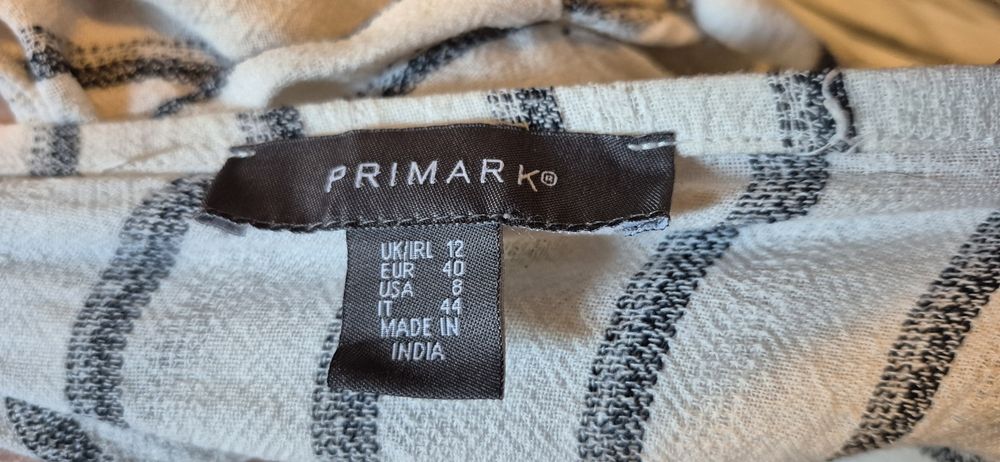 PRIMARK®
UK/IRL 12
EUR 40
USA 8
IT 44
MADE IN
INDIA